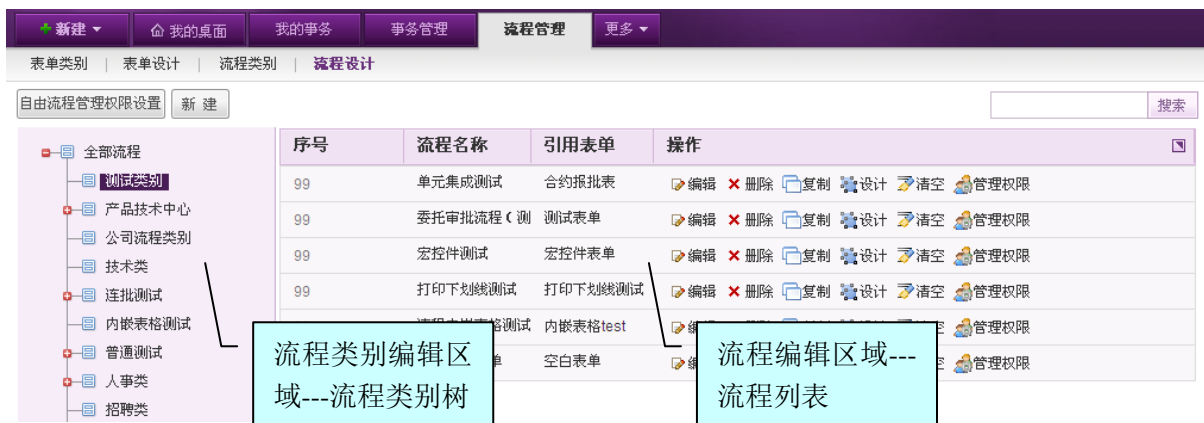 新建 我的桌面 我的事务 事务管理 流程管理 更多
表单类别 | 表单设计 | 流程类别 | 流程设计
自由流程管理权限设置 新 建 搜索
全部流程
测试类别
产品技术中心
公司流程类别
技术类
连批测试
内嵌表格测试
普通测试
人事类
招聘类
序号 流程名称 引用表单 操作
99 单元集成测试 合约报批表 编辑 删除 复制 设计 清空 管理权限
99 委托审批流程(测 测试表单 编辑 删除 复制 设计 清空 管理权限
99 宏控件测试 宏控件表单 编辑 删除 复制 设计 清空 管理权限
99 打印下划线测试 打印下划线测试 编辑 删除 复制 设计 清空 管理权限
内嵌表格test 管理权限
空白表单 管理权限
流程类别编辑区
域---流程类别树
流程编辑区域---
流程列表